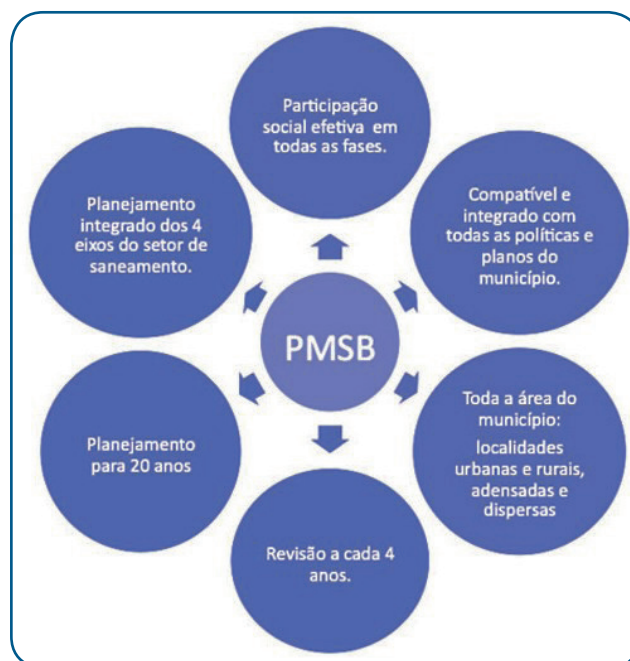 Participação
social efetiva em
todas as fases.
Planejamento
integrado dos 4
eixos do setor de
saneamento.
Compatível e
integrado com
todas as políticas e
planos do
município.
PMSB
Planejamento
para 20 anos
Toda a área do
município:
localidades
urbanas e rurais,
adensadas e
dispersas
Revisão a cada 4
anos.